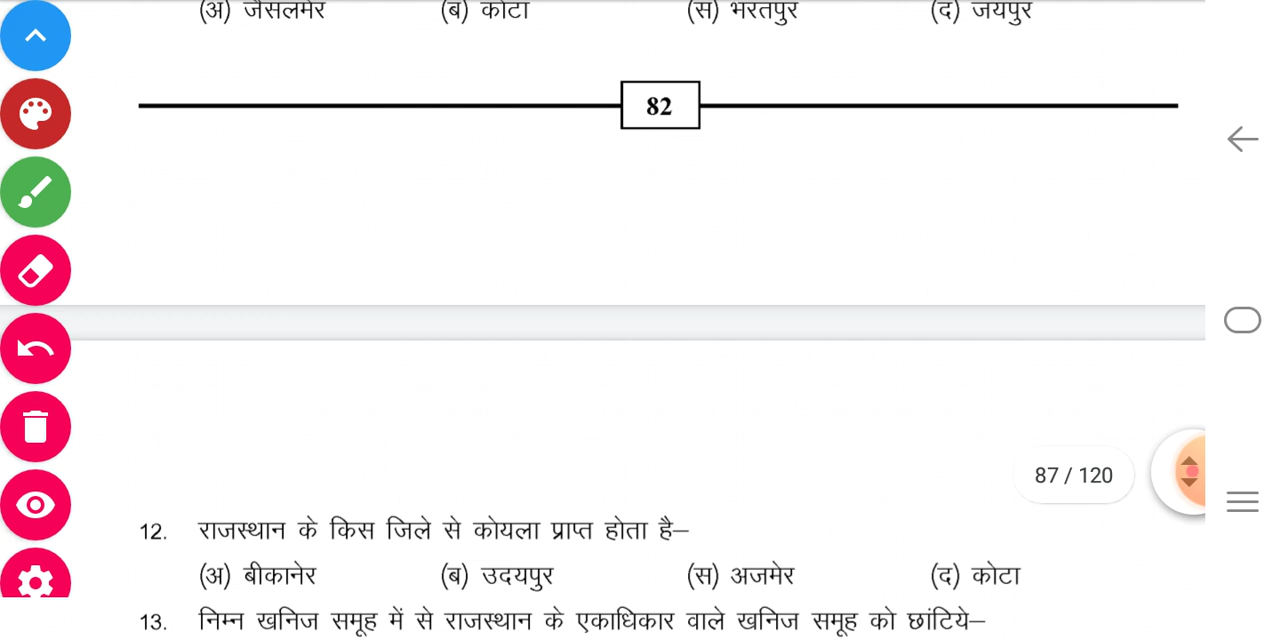 (अ) जैसलमेर (ब) कोटा (स) भरतपुर (द) जयपुर
82
87 / 120
12. राजस्थान के किस जिले से कोयला प्राप्त होता है–
(अ) बीकानेर (ब) उदयपुर (स) अजमेर (द) कोटा
13. निम्न खनिज समूह में से राजस्थान के एकाधिकार वाले खनिज समूह को छांटिये–